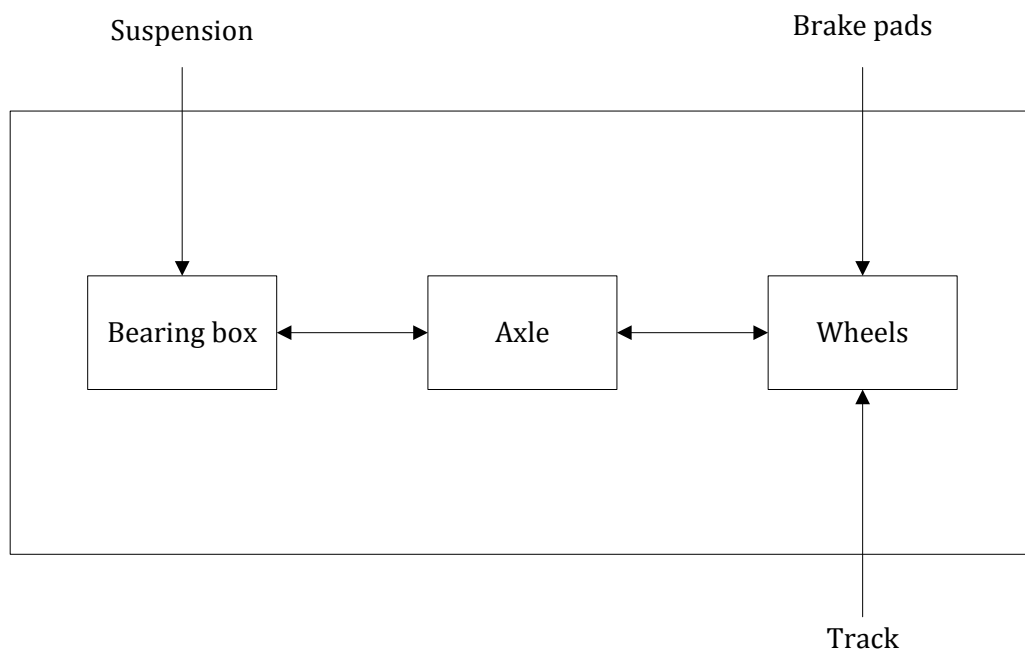 Suspension
Brake pads
Bearing box
Axle
Wheels
Track